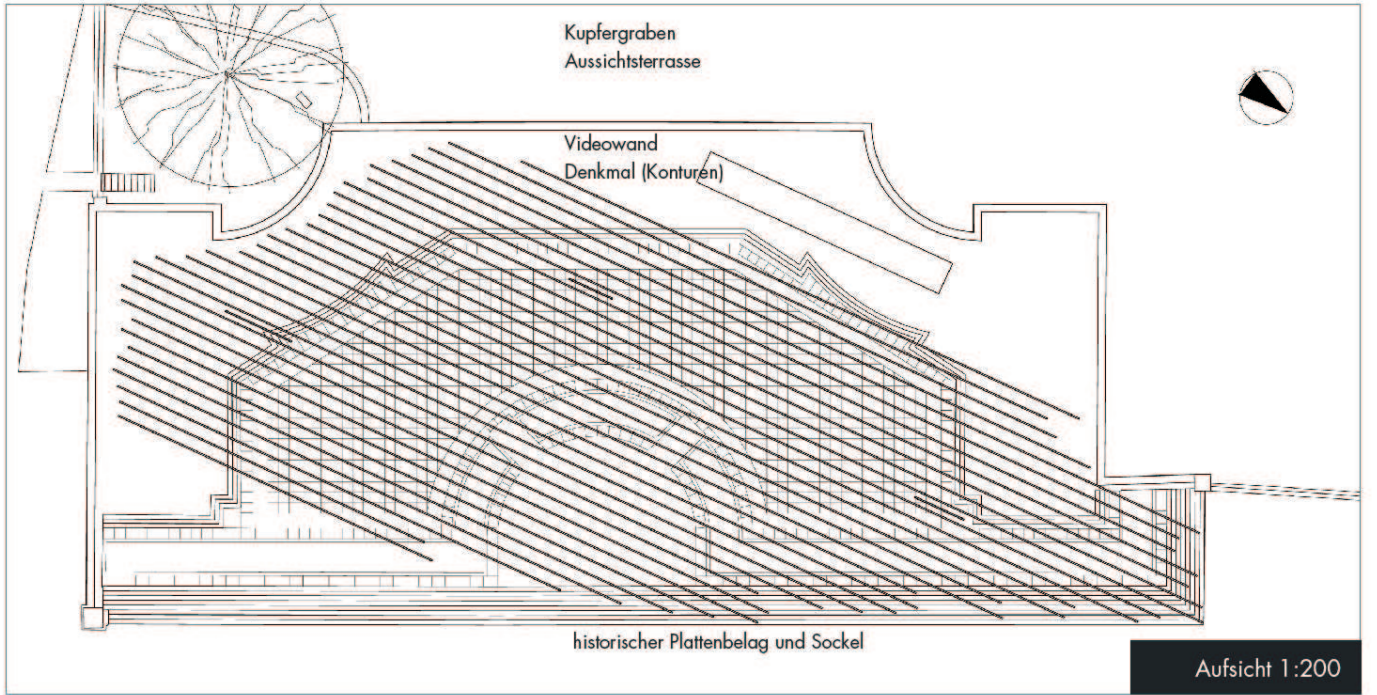 Kupfergraben
Aussichtsterrasse
Videowand
Denkmal (Konturen)
historischer Plattenbelag und Sockel
Aufsicht 1:200